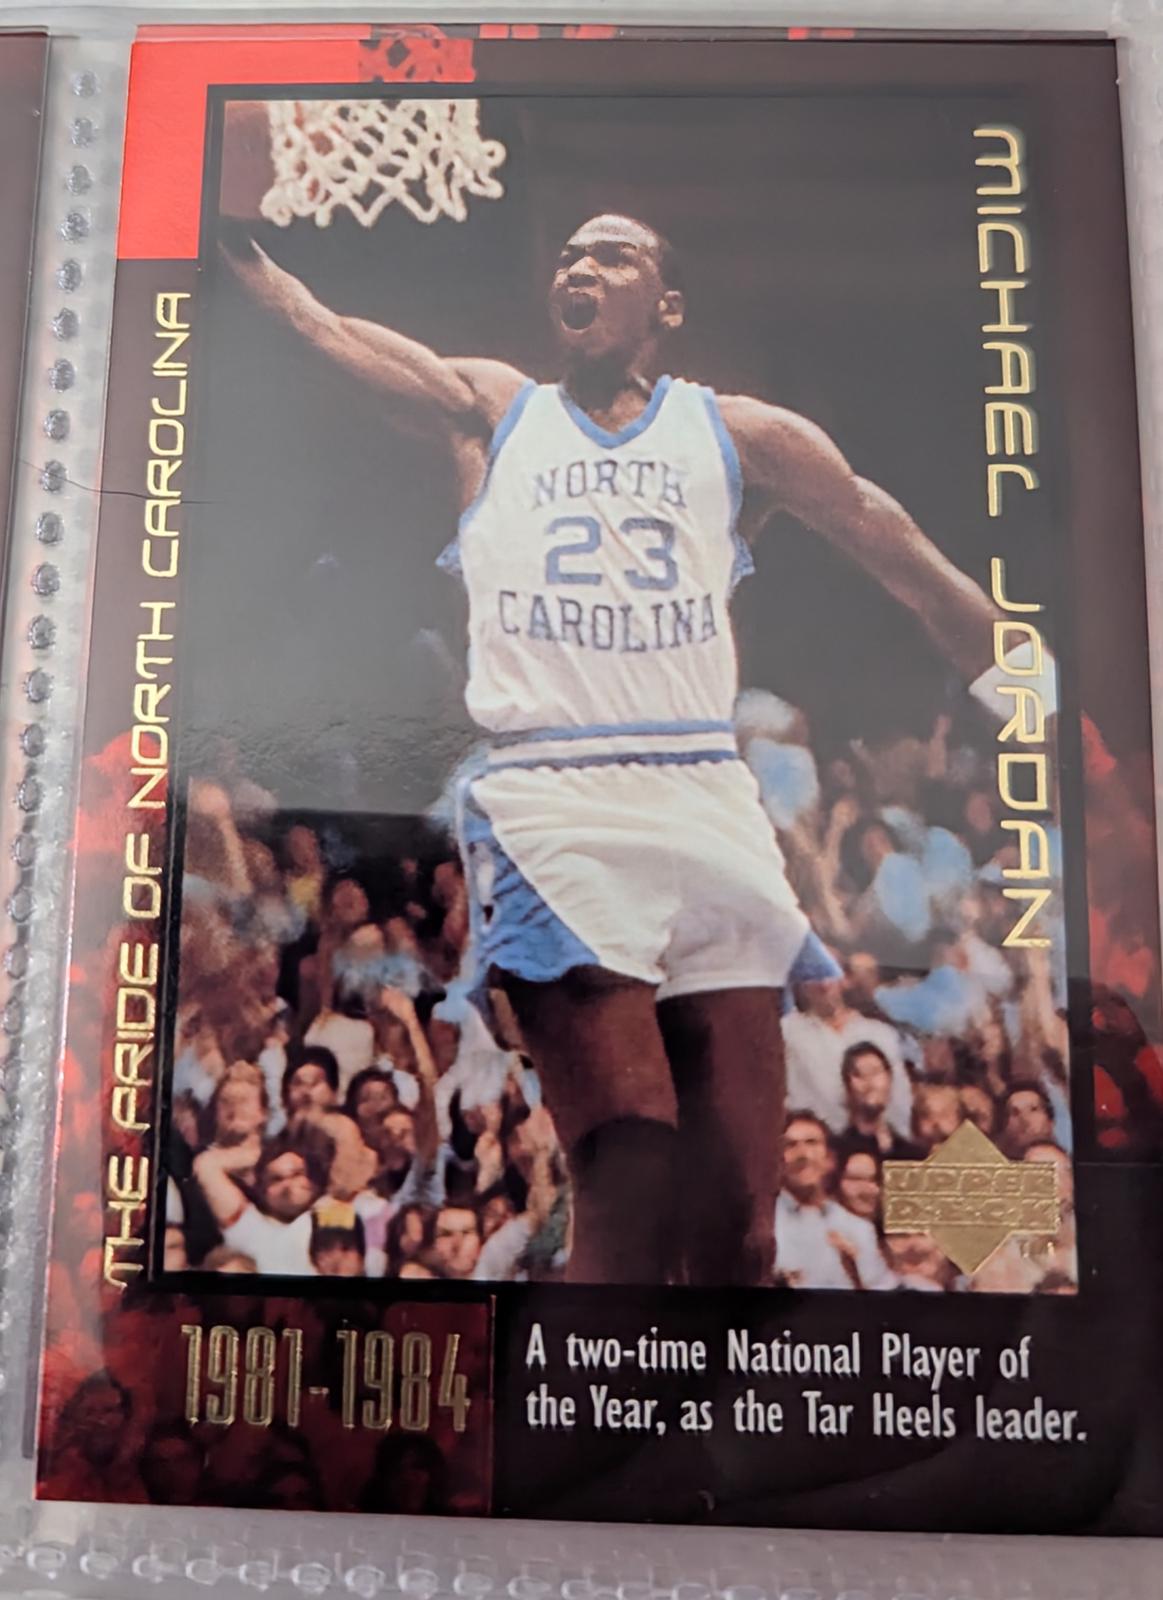 THE PRIDE OF NORTH CAROLINA
MICHAEL JORDAN
NORTH
23
CAROLINA
UPPER
DECK
1981-1984
A two-time National Player of
the Year, as the Tar Heels leader.